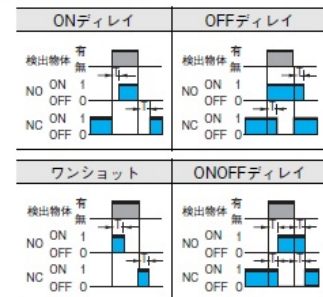 ONディレイ
OFFディレイ
検出物体 有
無
T
NO ON 1
OFF 0
T
NC ON 1
OFF 0
検出物体 有
無
T
NO ON 1
OFF 0
T
NC ON 1
OFF 0
ワンショット
ONOFFディレイ
検出物体 有
無
T
NO ON 1
OFF 0
T
NC ON 1
OFF 0
検出物体 有
無
T T
NO ON 1
OFF 0
T T
NC ON 1
OFF 0